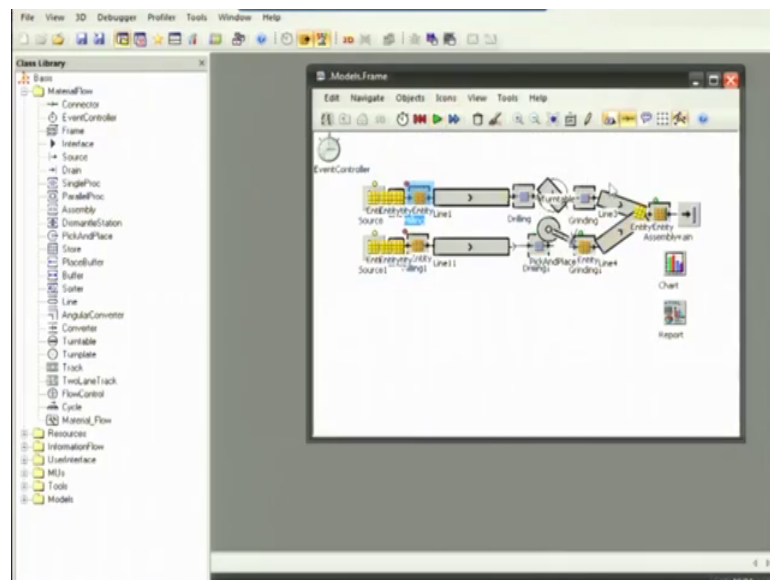 File View 3D Debugger Profiler Tools Window Help
Class Library
Basis
MaterialFlow
Connector
EventController
Frame
Interface
Source
Drain
SingleProc
ParallelProc
Assembly
DismantleStation
PickAndPlace
Store
PlaceBuffer
Buffer
Sorter
Line
AngularConverter
Converter
Turntable
Turnplate
Track
TwoLaneTrack
FlowControl
Cycle
Material_Flow
Resources
InformationFlow
UserInterface
MUs
Tools
Models
.Models.Frame
Edit Navigate Objects Icons View Tools Help
EventController
Source
Line1
Drilling
Turntable
Grinding
Line3
Entity
Entity
Assembly
Source1
Line11
Drilling1
PickAndPlace
Entity
Grinding1
Line4
Chart
Report